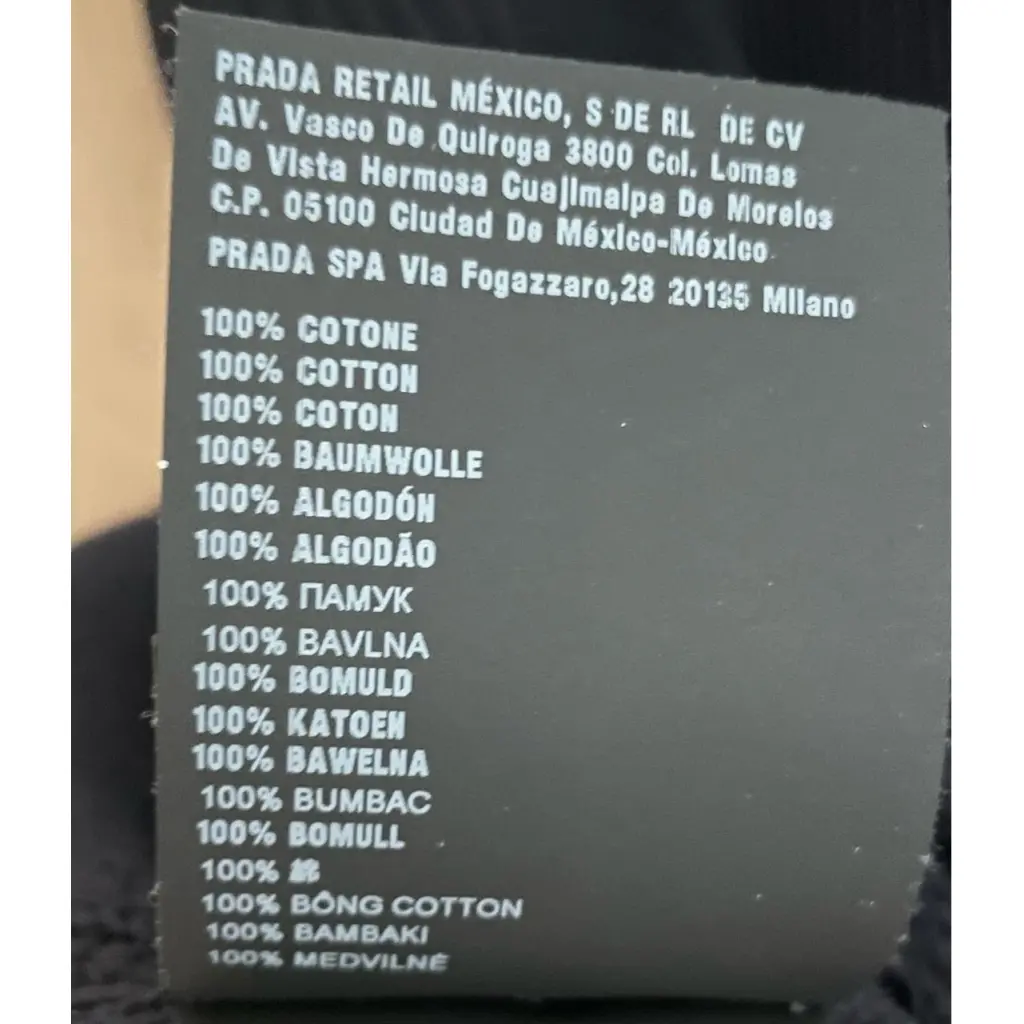 PRADA RETAIL MÉXICO, S DE RL DE CV
AV. Vasco De Quiroga 3800 Col. Lomas
De Vista Hermosa Cuajimalpa De Morelos
C.P. 05100 Ciudad De México-México
PRADA SPA Via Fogazzaro,28 20135 Milano
100% COTONE
100% COTTON
100% COTON
100% BAUMWOLLE
100% ALGODÓN
100% ALGODÃO
100% ПАМУК
100% BAVLNA
100% BOMULD
100% KATOEN
100% BAWELNA
100% BUMBAC
100% BOMULL
100% 綿
100% BÔNG COTTON
100% BAMBAKI
100% MEDVILNĖ